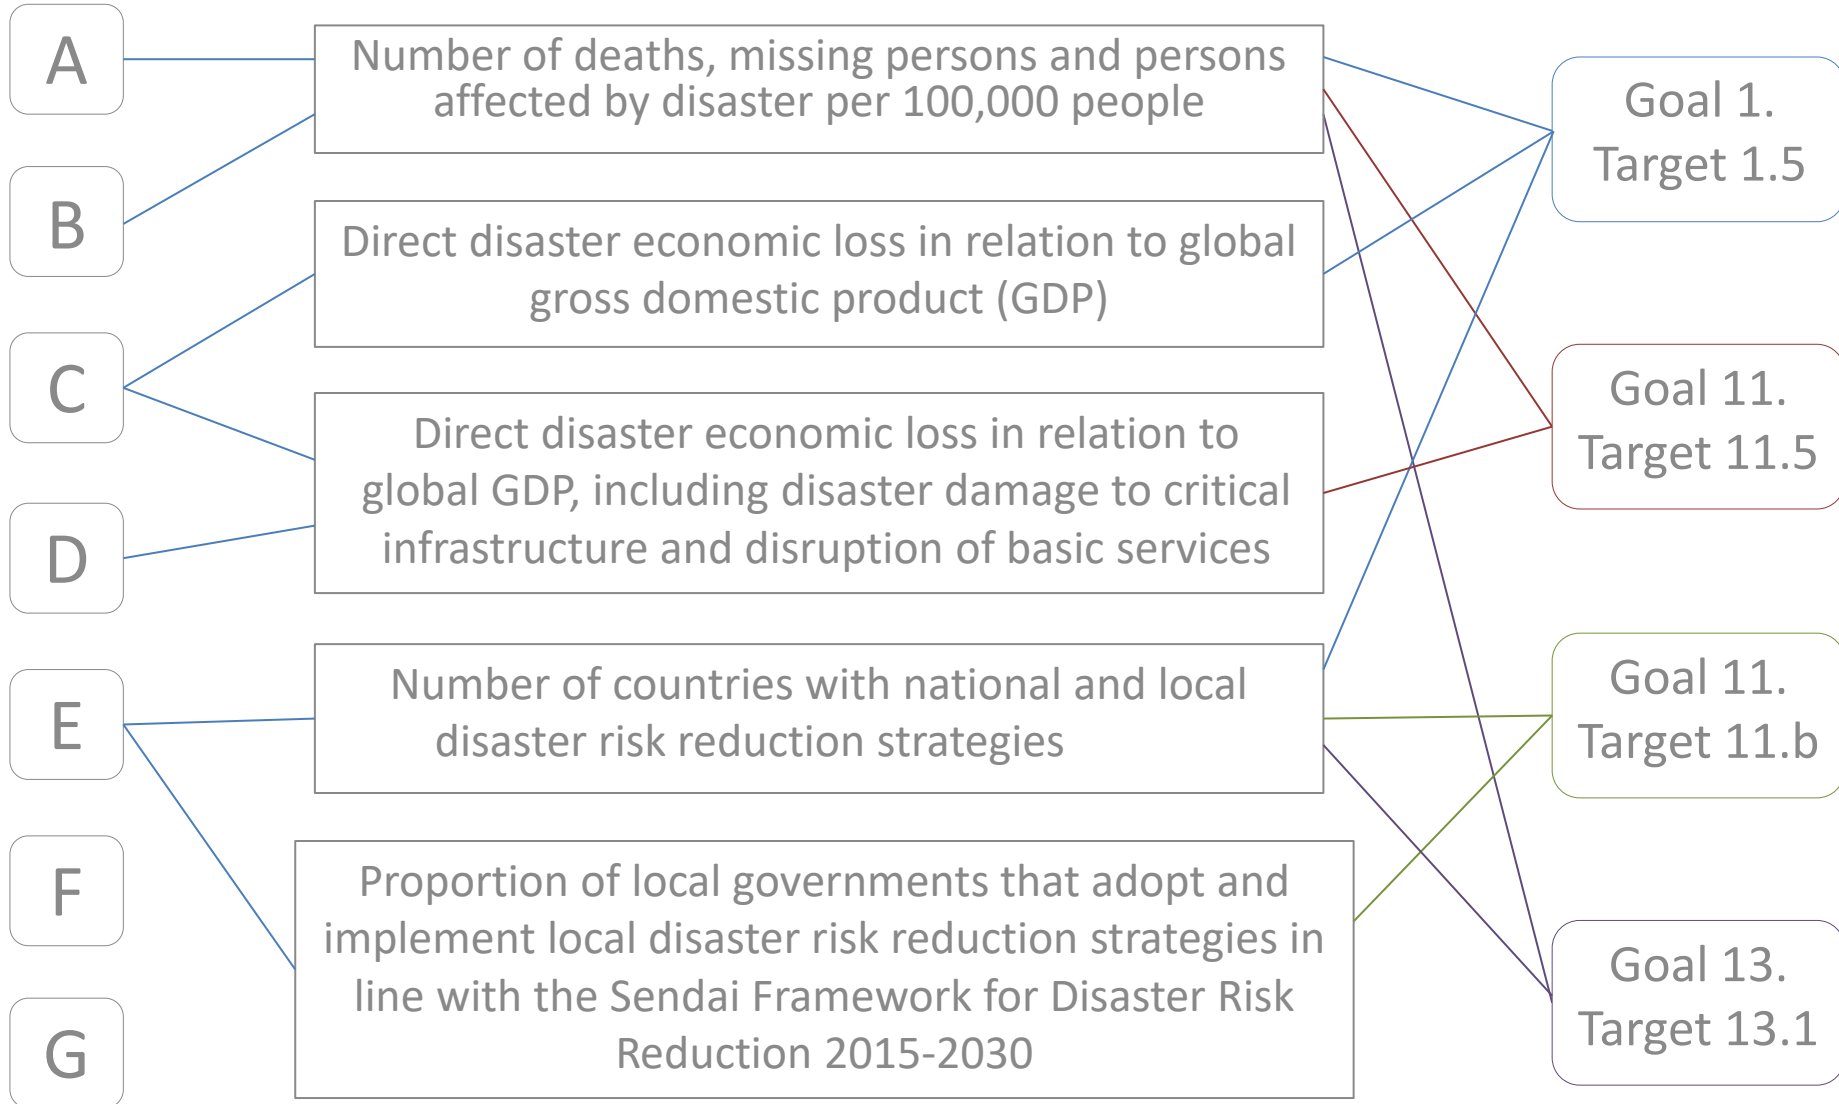 A
B
C
D
E
F
G
Number of deaths, missing persons and persons
affected by disaster per 100,000 people
Direct disaster economic loss in relation to global
gross domestic product (GDP)
Direct disaster economic loss in relation to
global GDP, including disaster damage to critical
infrastructure and disruption of basic services
Number of countries with national and local
disaster risk reduction strategies
Proportion of local governments that adopt and
implement local disaster risk reduction strategies in
line with the Sendai Framework for Disaster Risk
Reduction 2015-2030
Goal 1.
Target 1.5
Goal 11.
Target 11.5
Goal 11.
Target 11.b
Goal 13.
Target 13.1